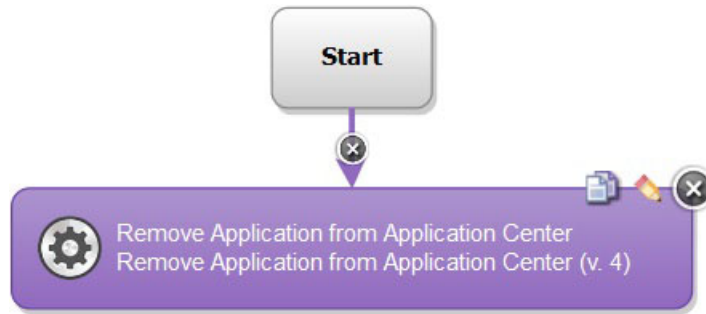 Start
Remove Application from Application Center
Remove Application from Application Center (v. 4)